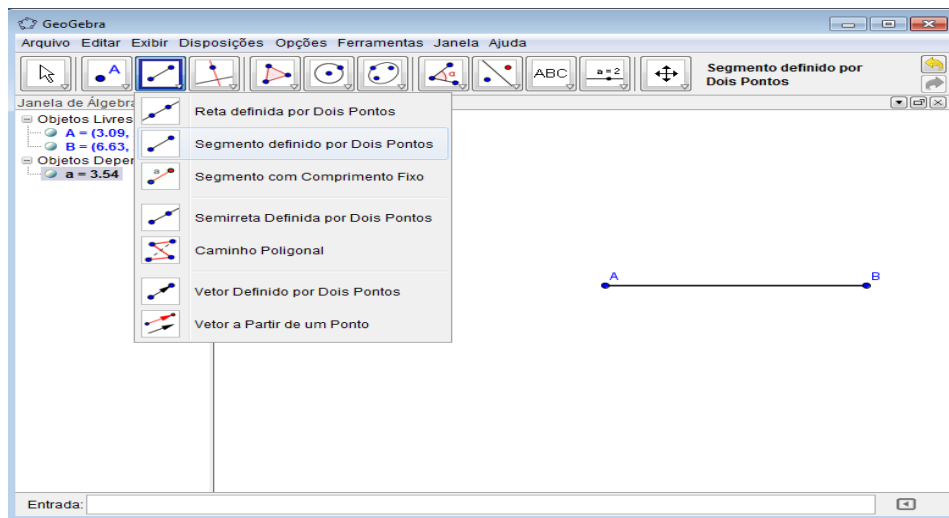 GeoGebra
Arquivo Editar Exibir Disposições Opções Ferramentas Janela Ajuda
A
α
ABC
a = 2
Segmento definido por
Dois Pontos
Janela de Álgebra
Objetos Livres
A = (3.09,
B = (6.63,
Objetos Deper
a = 3.54
Reta definida por Dois Pontos
Segmento definido por Dois Pontos
a
Segmento com Comprimento Fixo
Semirreta Definida por Dois Pontos
Caminho Poligonal
Vetor Definido por Dois Pontos
Vetor a Partir de um Ponto
A
B
Entrada: